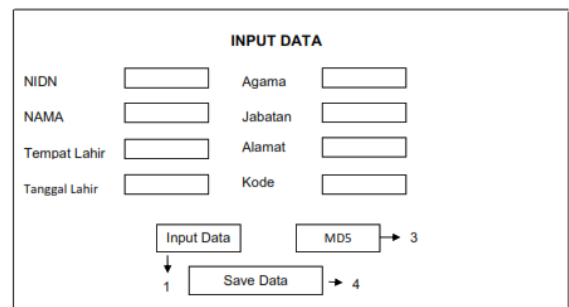 INPUT DATA
NIDN Agama
NAMA Jabatan
Tempat Lahir Alamat
Tanggal Lahir Kode
Input Data MD5 3
1 Save Data 4